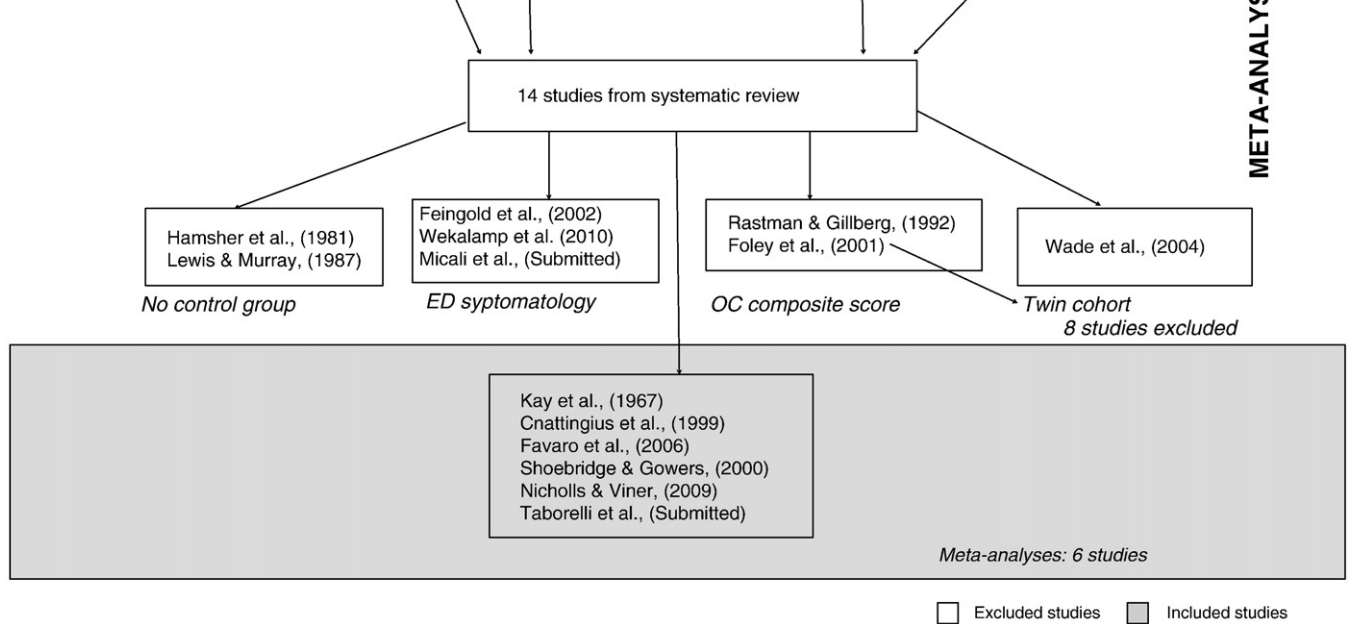 META-ANALYS
14 studies from systematic review
Hamsher et al., (1981)
Lewis & Murray, (1987)
No control group
Feingold et al., (2002)
Wekalamp et al. (2010)
Micali et al., (Submitted)
ED syptomatology
Rastman & Gillberg, (1992)
Foley et al., (2001)
OC composite score
Wade et al., (2004)
Twin cohort
8 studies excluded
Kay et al., (1967)
Cnattingius et al., (1999)
Favaro et al., (2006)
Shoebridge & Gowers, (2000)
Nicholls & Viner, (2009)
Taborelli et al., (Submitted)
Meta-analyses: 6 studies
Excluded studies
Included studies